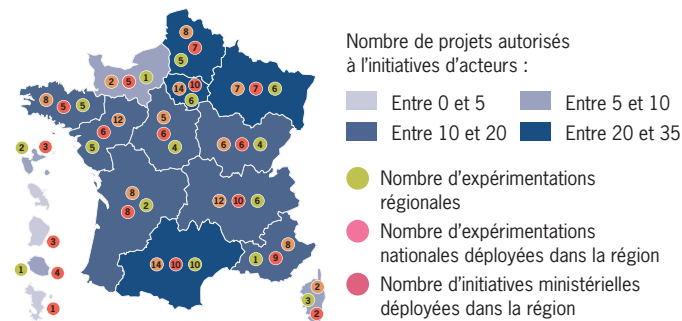 Nombre de projets autorisés
à l'initiatives d'acteurs :
Entre 0 et 5
Entre 5 et 10
Entre 10 et 20
Entre 20 et 35
Nombre d'expérimentations
régionales
Nombre d'expérimentations
nationales déployées dans la région
Nombre d'initiatives ministérielles
déployées dans la région
8
7
5
2 5 1
14 10
6
7 7 6
8 5 5
12
6
5
5
6
4
6 6 4
2 3
8
8 2
12 10 6
3
1 4
1
14 10 10
8
1 9
2
3
2